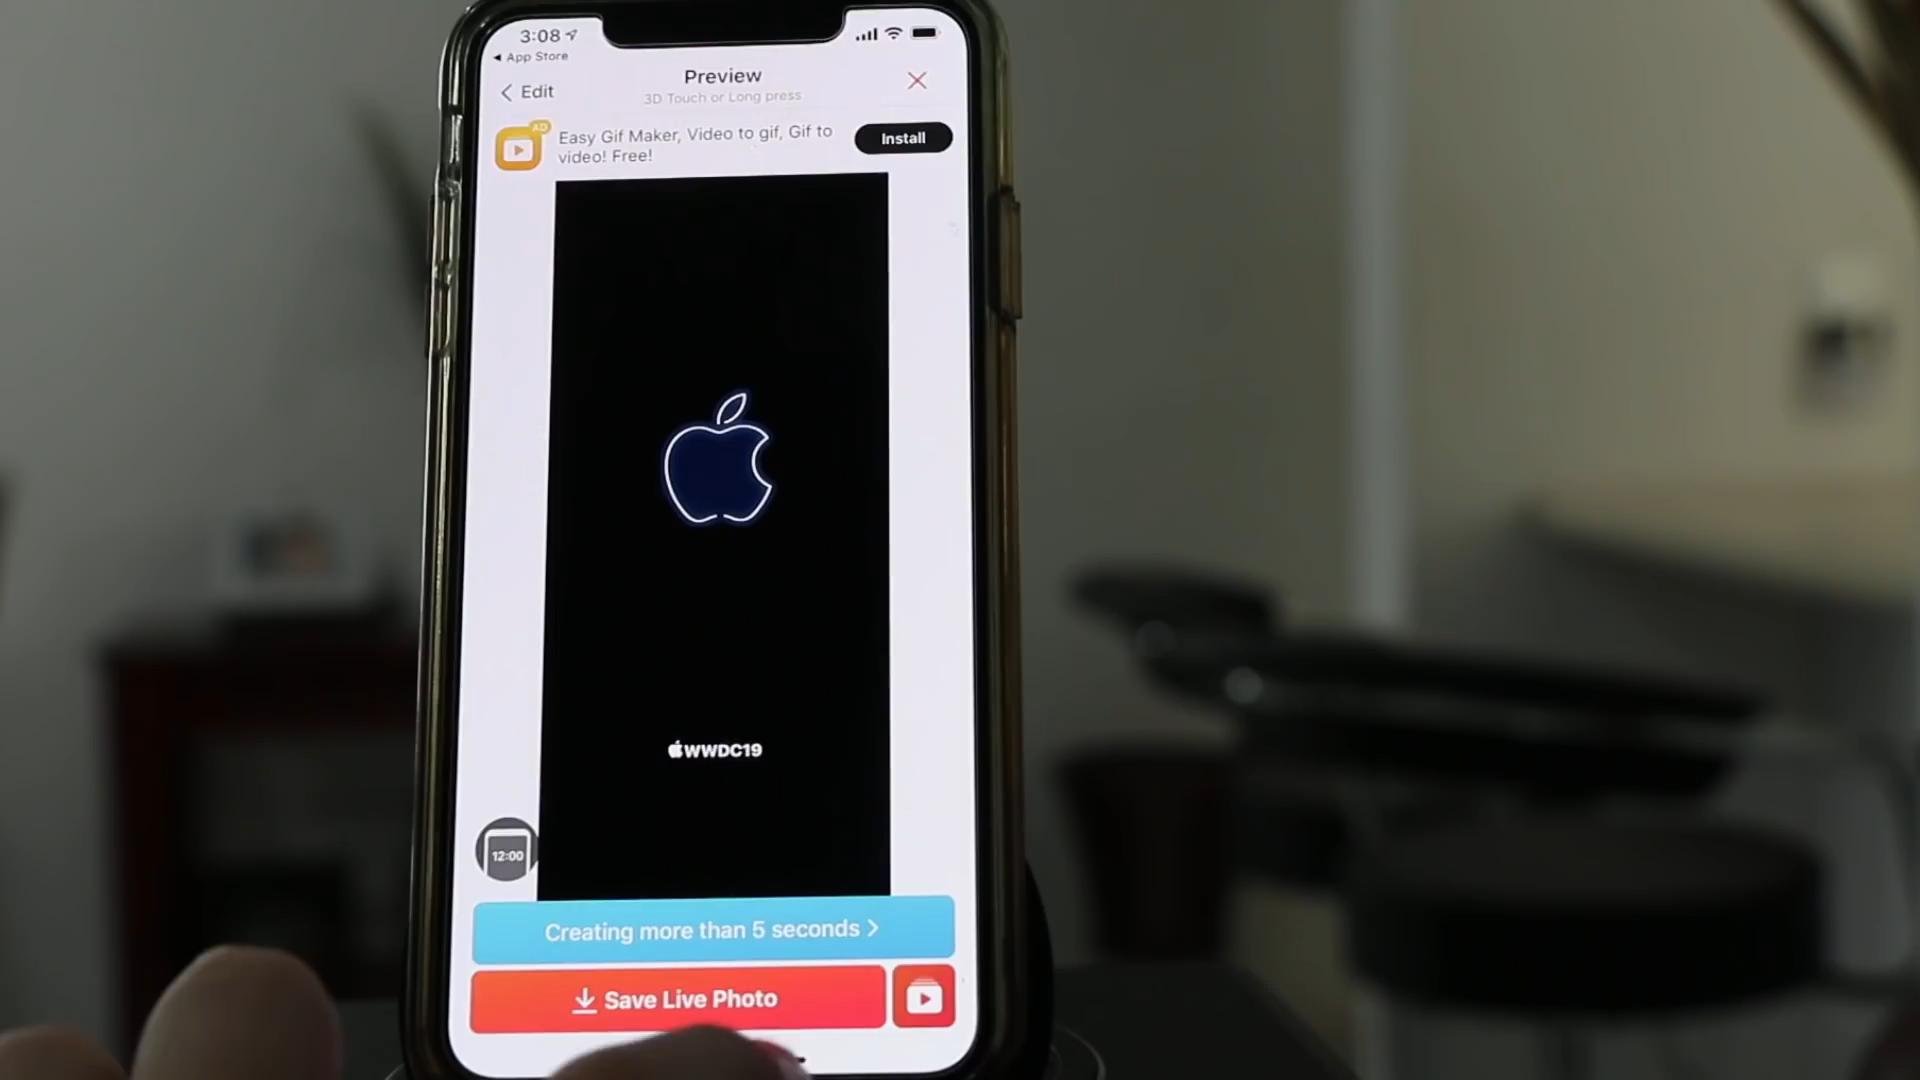 3:08
◂ App Store
Edit
Preview
3D Touch or Long press
AD
Easy Gif Maker, Video to gif, Gif to
video! Free!
Install
WWDC19
12:00
Creating more than 5 seconds >
Save Live Photo